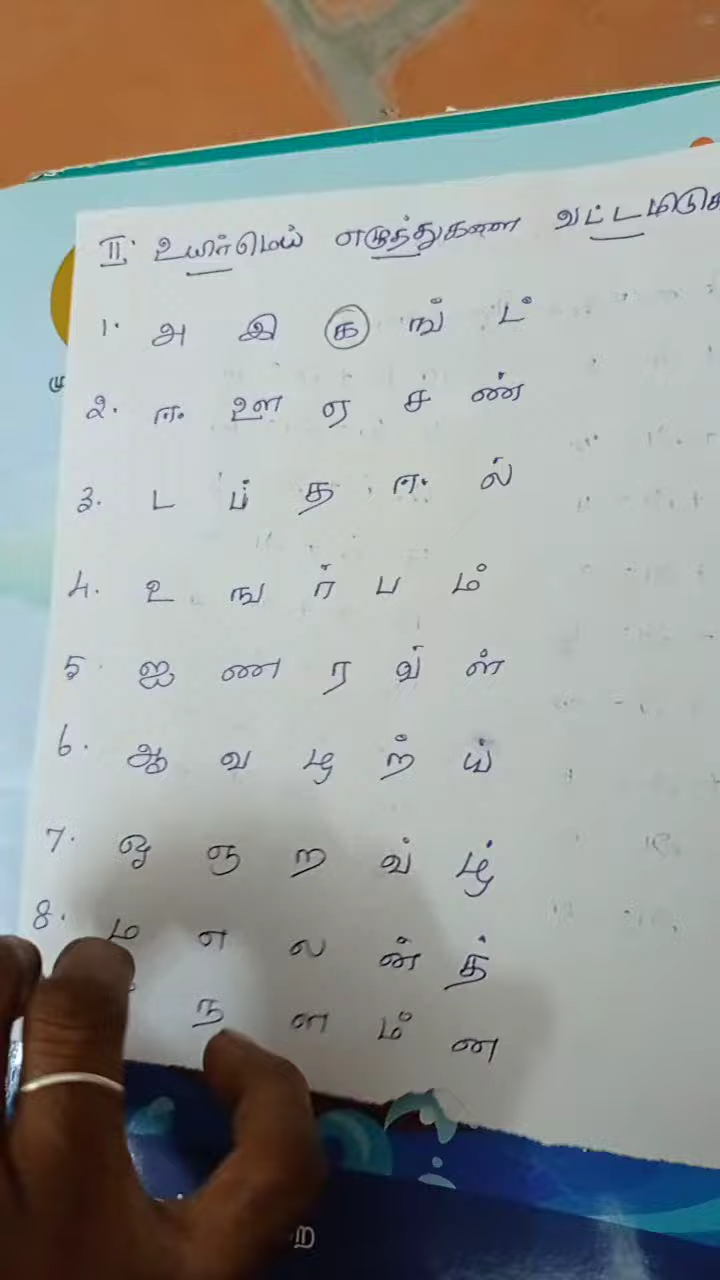 II. உயிர்மெய் எழுத்துகளை வட்டமிடுக
1. அ இ க ங் ட்
2. ஈ ஊ ஏ ச் ண்
3. ட ப் த ஈ ல்
4. உ ங ர் ப ம்
5. ஐ ண ர வ் ள்
6. ஆ வ ழ ற் ய்
7. ஓ ஞ ற வ் ழ்
8. ம எ ல ன் த்
ந ள ம் ன
மு
ற